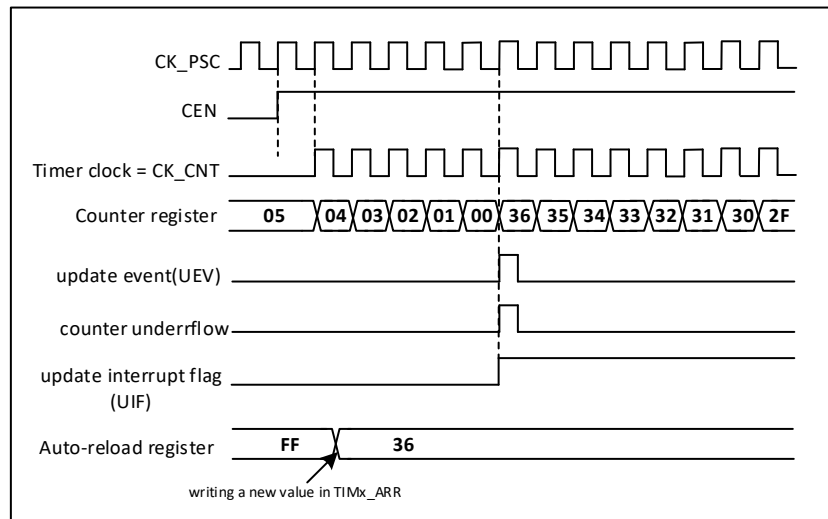 CK_PSC
CEN
Timer clock = CK_CNT
Counter register 05 04 03 02 01 00 36 35 34 33 32 31 30 2F
update event(UEV)
counter underrflow
update interrupt flag
(UIF)
Auto-reload register FF 36
writing a new value in TIMx_ARR